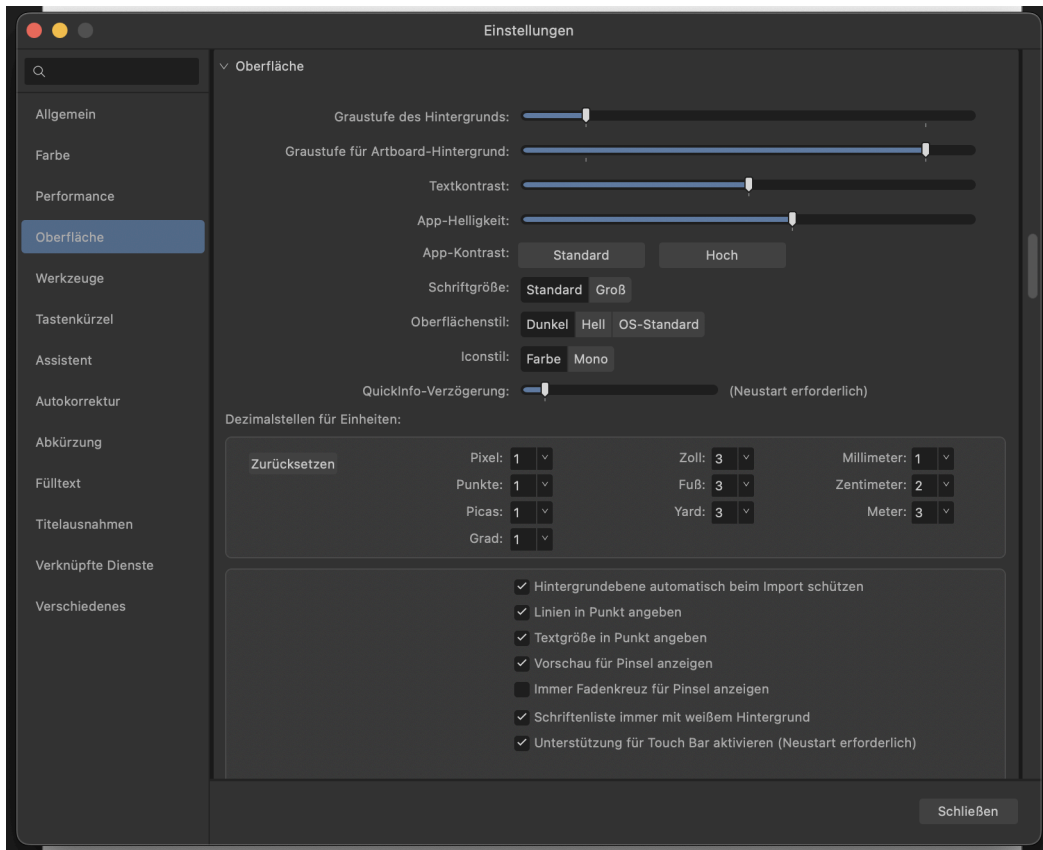 Einstellungen
Allgemein
Farbe
Performance
Oberfläche
Werkzeuge
Tastenkürzel
Assistent
Autokorrektur
Abkürzung
Fülltext
Titelausnahmen
Verknüpfte Dienste
Verschiedenes
Oberfläche
Graustufe des Hintergrunds:
Graustufe für Artboard-Hintergrund:
Textkontrast:
App-Helligkeit:
App-Kontrast: Standard Hoch
Schriftgröße: Standard Groß
Oberflächenstil: Dunkel Hell OS-Standard
Iconstil: Farbe Mono
QuickInfo-Verzögerung: (Neustart erforderlich)
Dezimalstellen für Einheiten:
Zurücksetzen Pixel: 1 Zoll: 3 Millimeter: 1
Punkte: 1 Fuß: 3 Zentimeter: 2
Picas: 1 Yard: 3 Meter: 3
Grad: 1
Hintergrundebene automatisch beim Import schützen
Linien in Punkt angeben
Textgröße in Punkt angeben
Vorschau für Pinsel anzeigen
Immer Fadenkreuz für Pinsel anzeigen
Schriftenliste immer mit weißem Hintergrund
Unterstützung für Touch Bar aktivieren (Neustart erforderlich)
Schließen